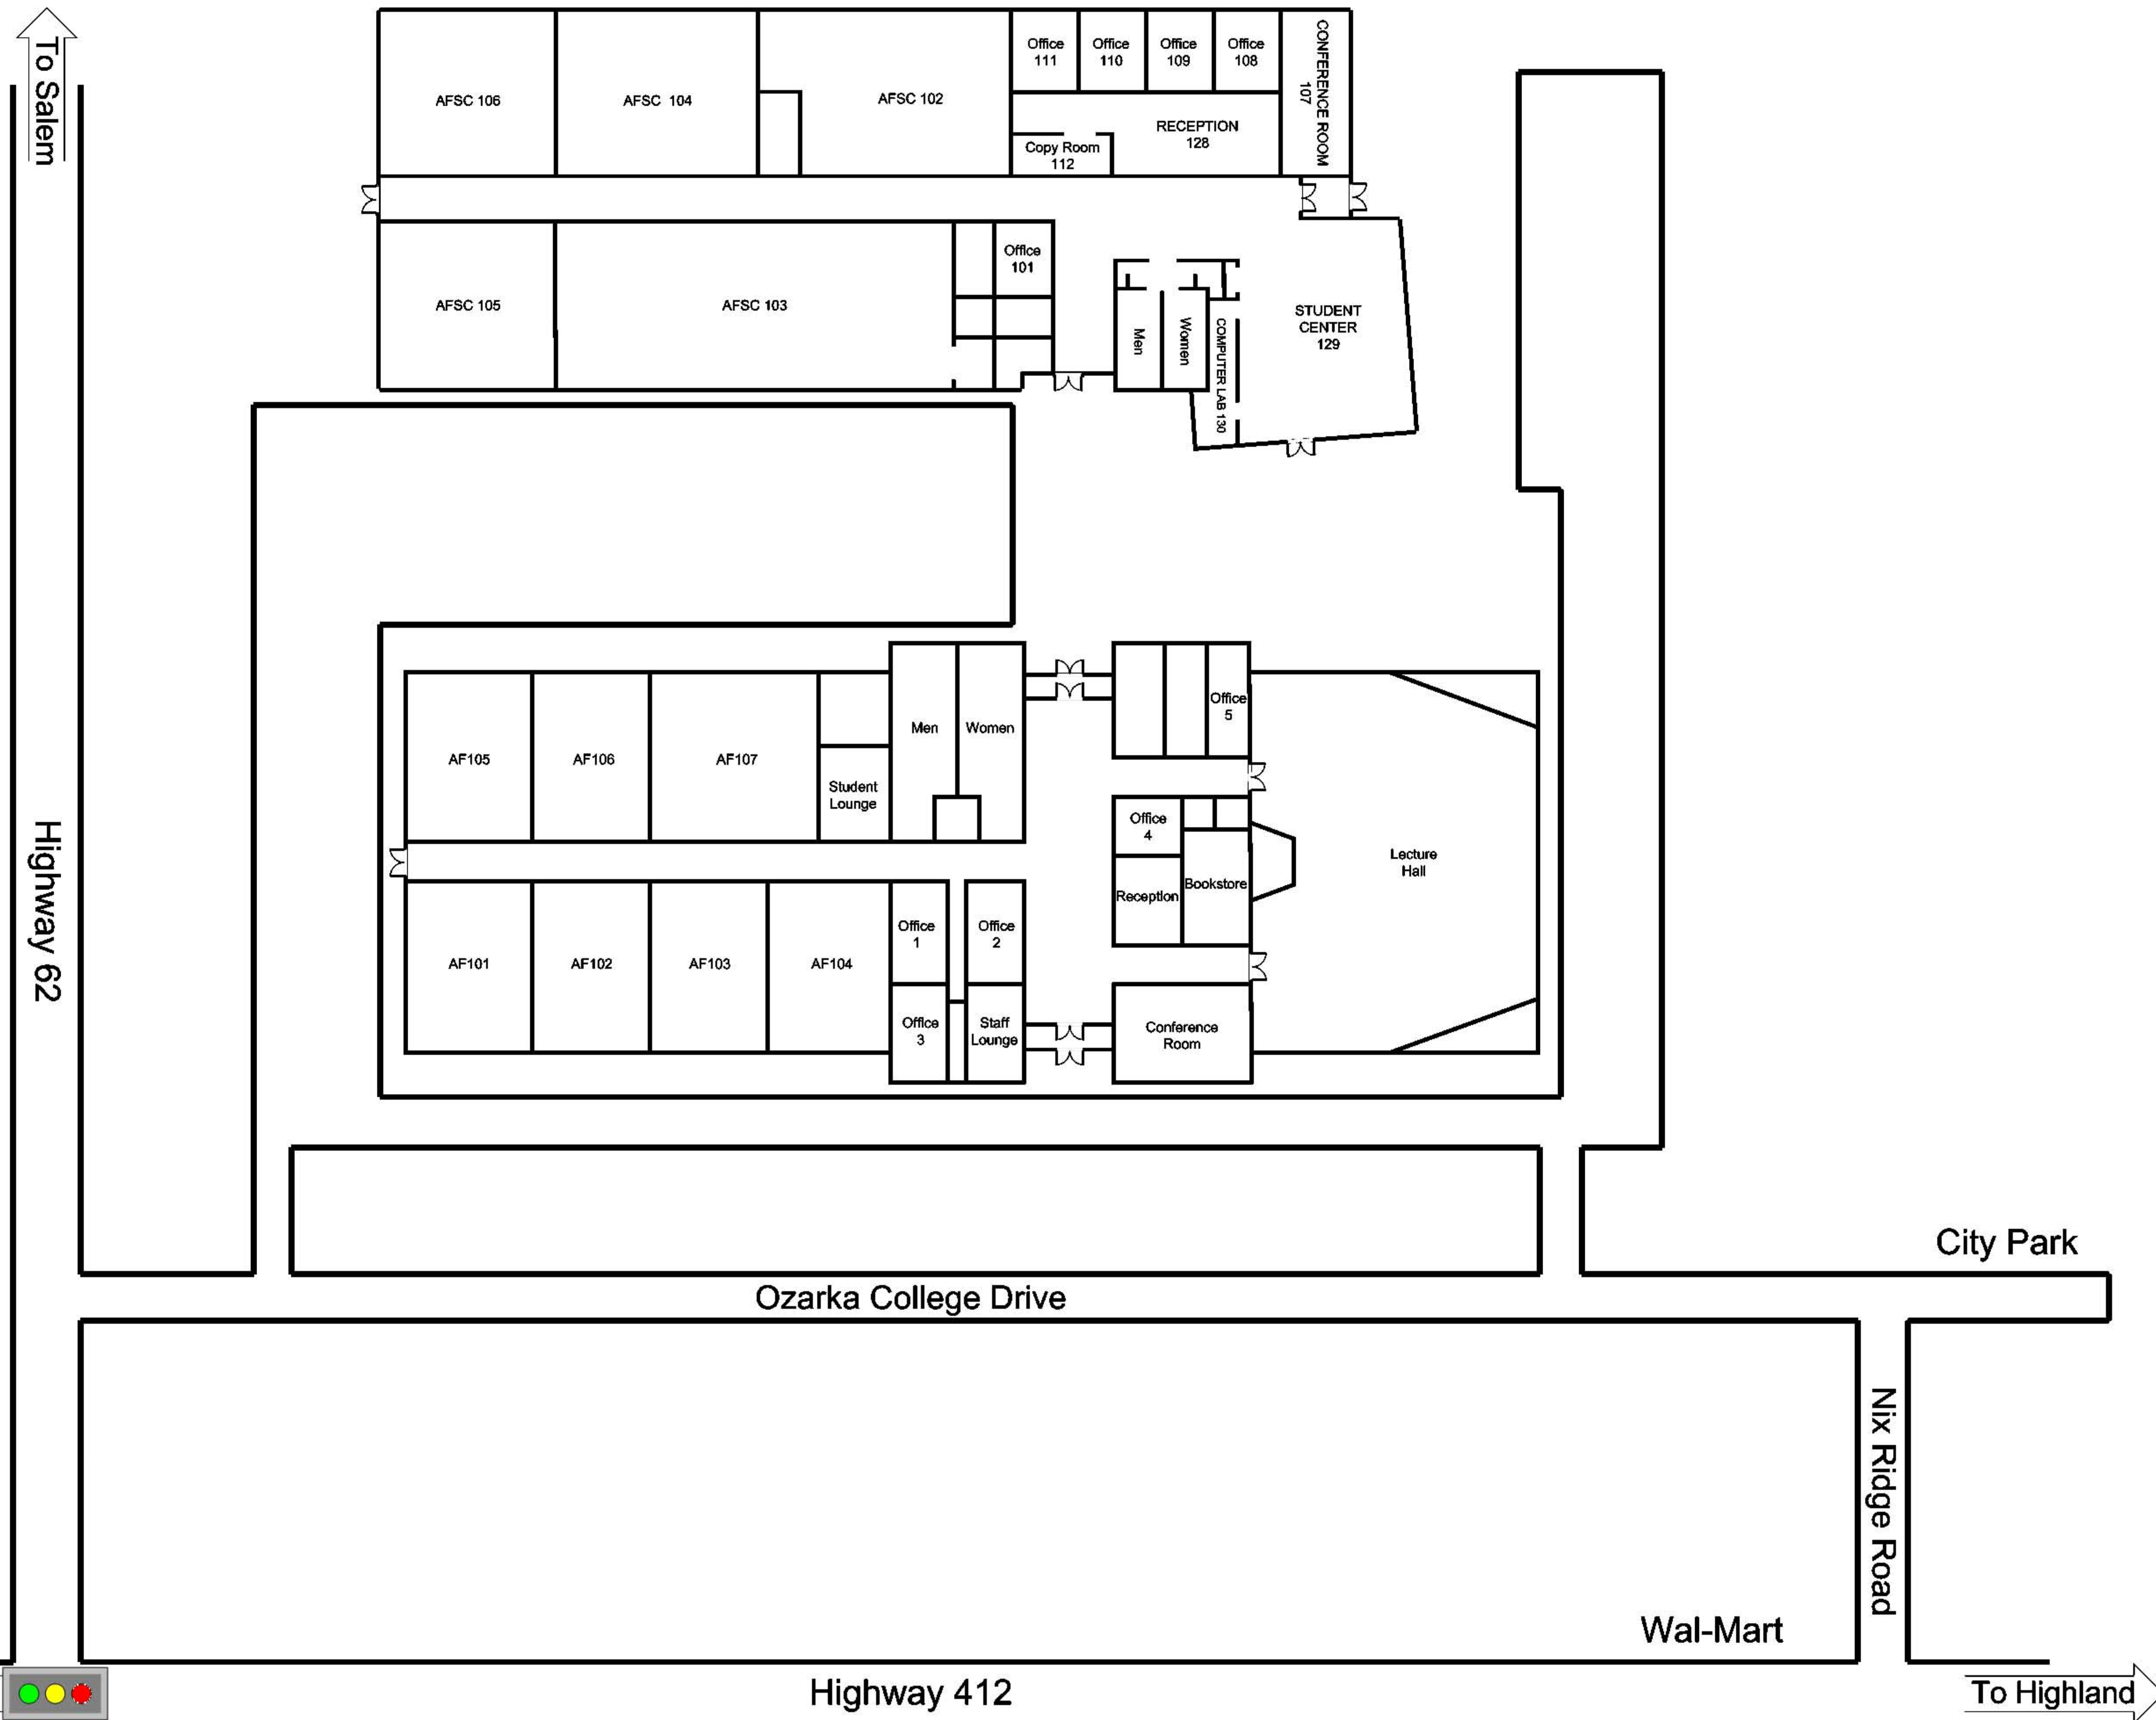 To Salem
AFSC 106
AFSC 104
AFSC 102
Office
111
Office
110
Office
109
Office
108
CONFERENCE ROOM
107
RECEPTION
128
Copy Room
112
AFSC 105
AFSC 103
Office
101
Men
Women
COMPUTER LAB 130
STUDENT
CENTER
129
AF105
AF106
AF107
Student
Lounge
Men
Women
Office
5
Office
4
Reception
Bookstore
Lecture
Hall
Highway 62
AF101
AF102
AF103
AF104
Office
1
Office
2
Office
3
Staff
Lounge
Conference
Room
City Park
Ozarka College Drive
Nix Ridge Road
Wal-Mart
Highway 412
To Highland